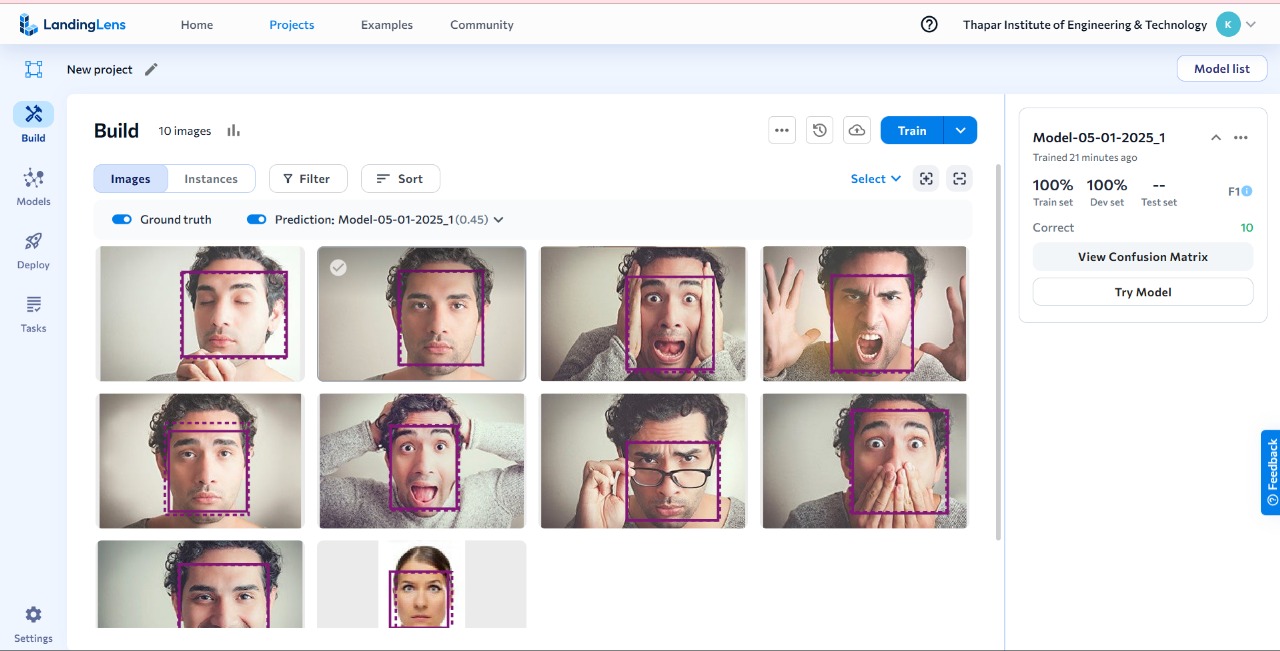 LandingLens Home Projects Examples Community Thapar Institute of Engineering & Technology K
New project Model list
Build
Models
Deploy
Tasks
Settings
Build 10 images ... Train
Images Instances Filter Sort Select
Ground truth Prediction: Model-05-01-2025_1 (0.45)
Model-05-01-2025_1 ...
Trained 21 minutes ago
100% 100% -- F1
Train set Dev set Test set
Correct 10
View Confusion Matrix
Try Model
Feedback